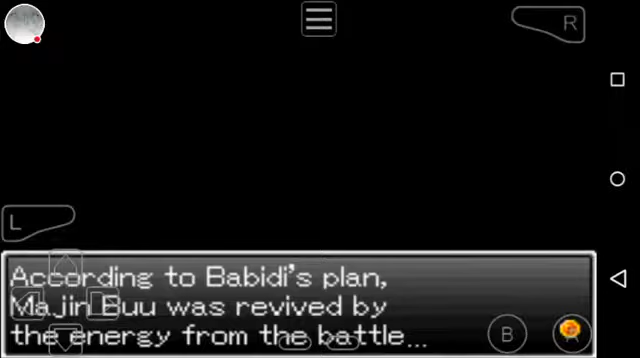 R
L
According to Babidi's plan,
Majin Buu was revived by
the energy from the battle...
B
A